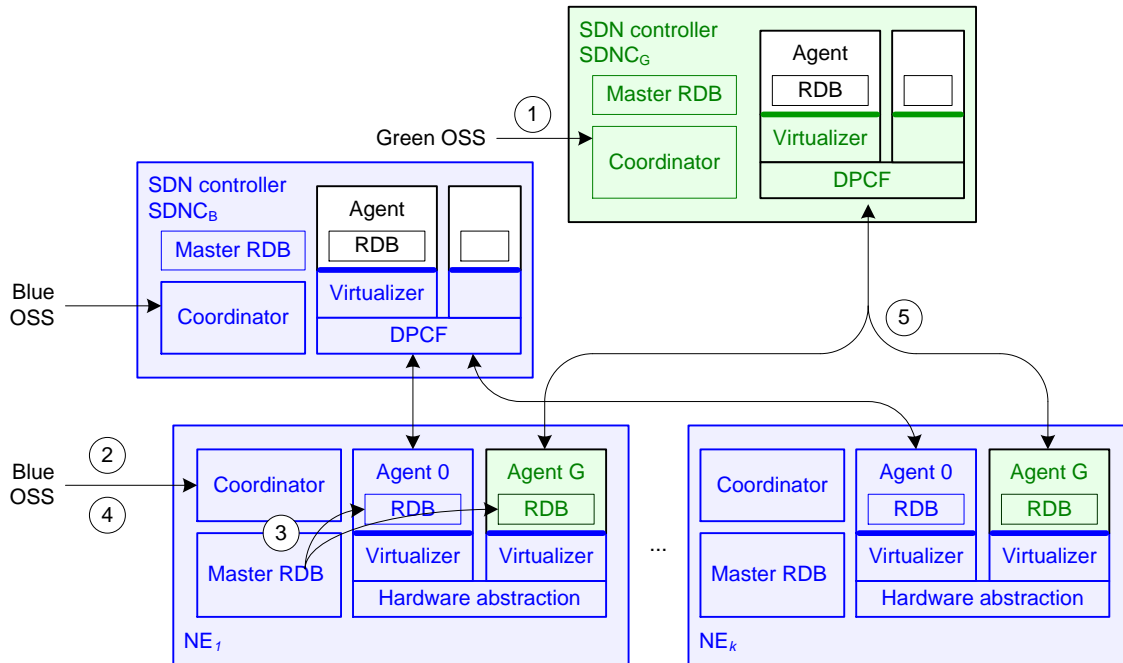 SDN controller
SDNCG
Agent
RDB
Master RDB
1
Green OSS
Virtualizer
Coordinator
DPCF
SDN controller
SDNCB
Agent
Master RDB
RDB
Blue
OSS
Virtualizer
Coordinator
DPCF
5
2
Blue
OSS
4
Coordinator
Agent 0
Agent G
RDB
RDB
3
Master RDB
Virtualizer
Virtualizer
Hardware abstraction
NE1
...
Coordinator
Agent 0
Agent G
RDB
RDB
Master RDB
Virtualizer
Virtualizer
Hardware abstraction
NEk